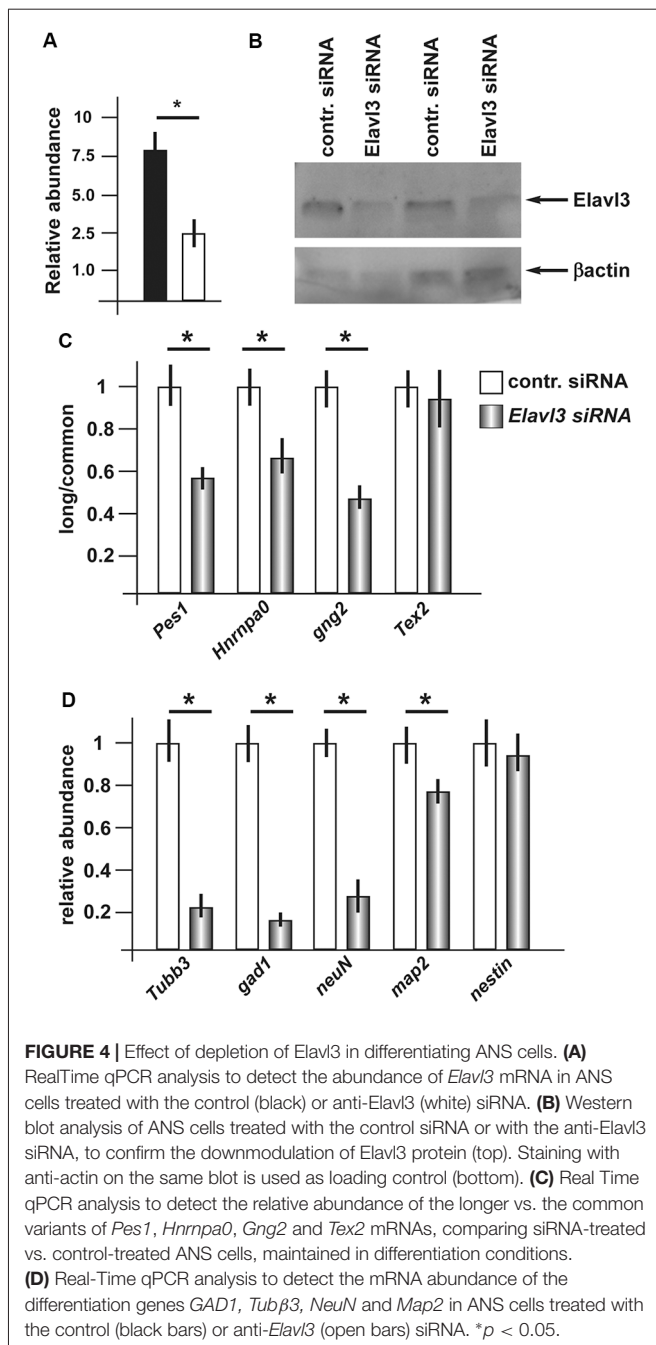 A
B
contr. siRNA
Elavl3 siRNA
contr. siRNA
Elavl3 siRNA
Relative abundance
10
7.5
5.0
2.5
1.0
*
Elavl3
βactin
C
long/common
1
0.8
0.6
0.4
0.2
*
*
*
contr. siRNA
Elavl3 siRNA
Pes1
Hnrnpa0
gng2
Tex2
D
relative abundance
1
0.8
0.6
0.4
0.2
*
*
*
*
Tubb3
gad1
neuN
map2
nestin
FIGURE 4 | Effect of depletion of Elavl3 in differentiating ANS cells. (A)
RealTime qPCR analysis to detect the abundance of Elavl3 mRNA in ANS
cells treated with the control (black) or anti-Elavl3 (white) siRNA. (B) Western
blot analysis of ANS cells treated with the control siRNA or with the anti-Elavl3
siRNA, to confirm the downmodulation of Elavl3 protein (top). Staining with
anti-actin on the same blot is used as loading control (bottom). (C) Real Time
qPCR analysis to detect the relative abundance of the longer vs. the common
variants of Pes1, Hnrnpa0, Gng2 and Tex2 mRNAs, comparing siRNA-treated
vs. control-treated ANS cells, maintained in differentiation conditions.
(D) Real-Time qPCR analysis to detect the mRNA abundance of the
differentiation genes GAD1, Tubβ3, NeuN and Map2 in ANS cells treated with
the control (black bars) or anti-Elavl3 (open bars) siRNA. *p < 0.05.